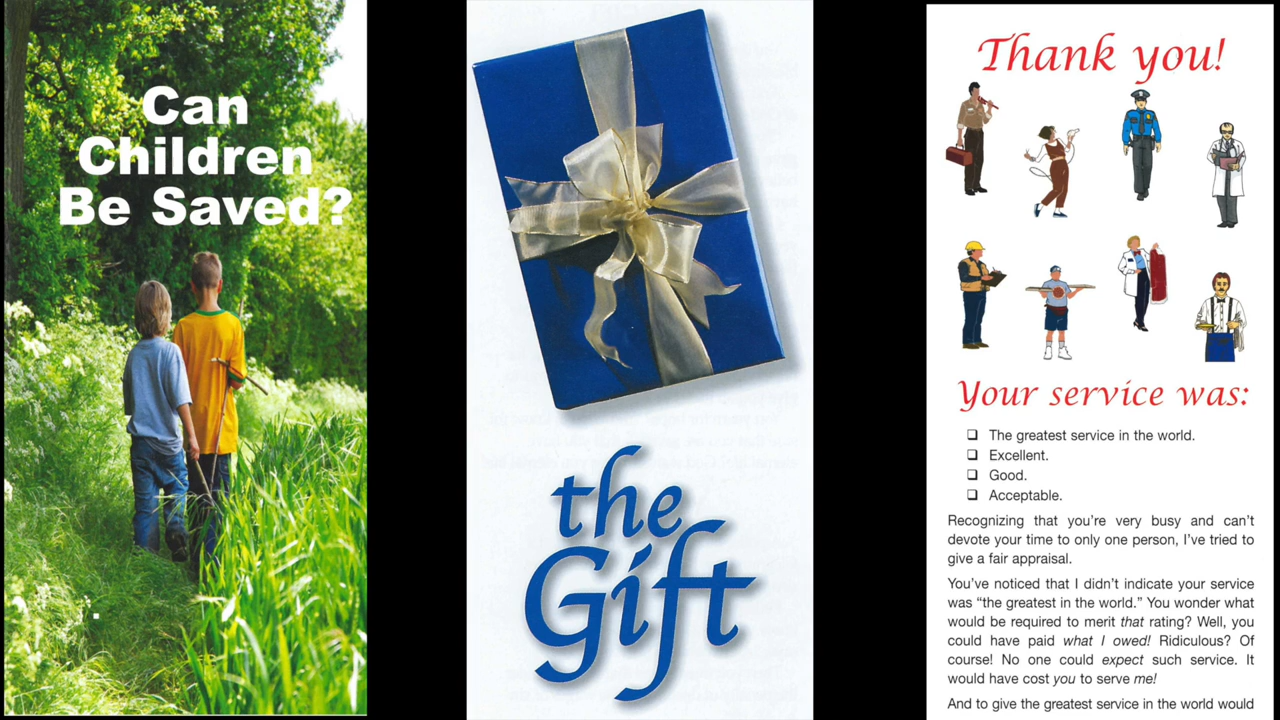 Can
Children
Be Saved?
the
Gift
Thank you!
Your service was:
❑ The greatest service in the world.
❑ Excellent.
❑ Good.
❑ Acceptable.
Recognizing that you're very busy and can't
devote your time to only one person, I've tried to
give a fair appraisal.
You've noticed that I didn't indicate your service
was “the greatest in the world.” You wonder what
would be required to merit that rating? Well, you
could have paid what I owed! Ridiculous? Of
course! No one could expect such service. It
would have cost you to serve me!
And to give the greatest service in the world would